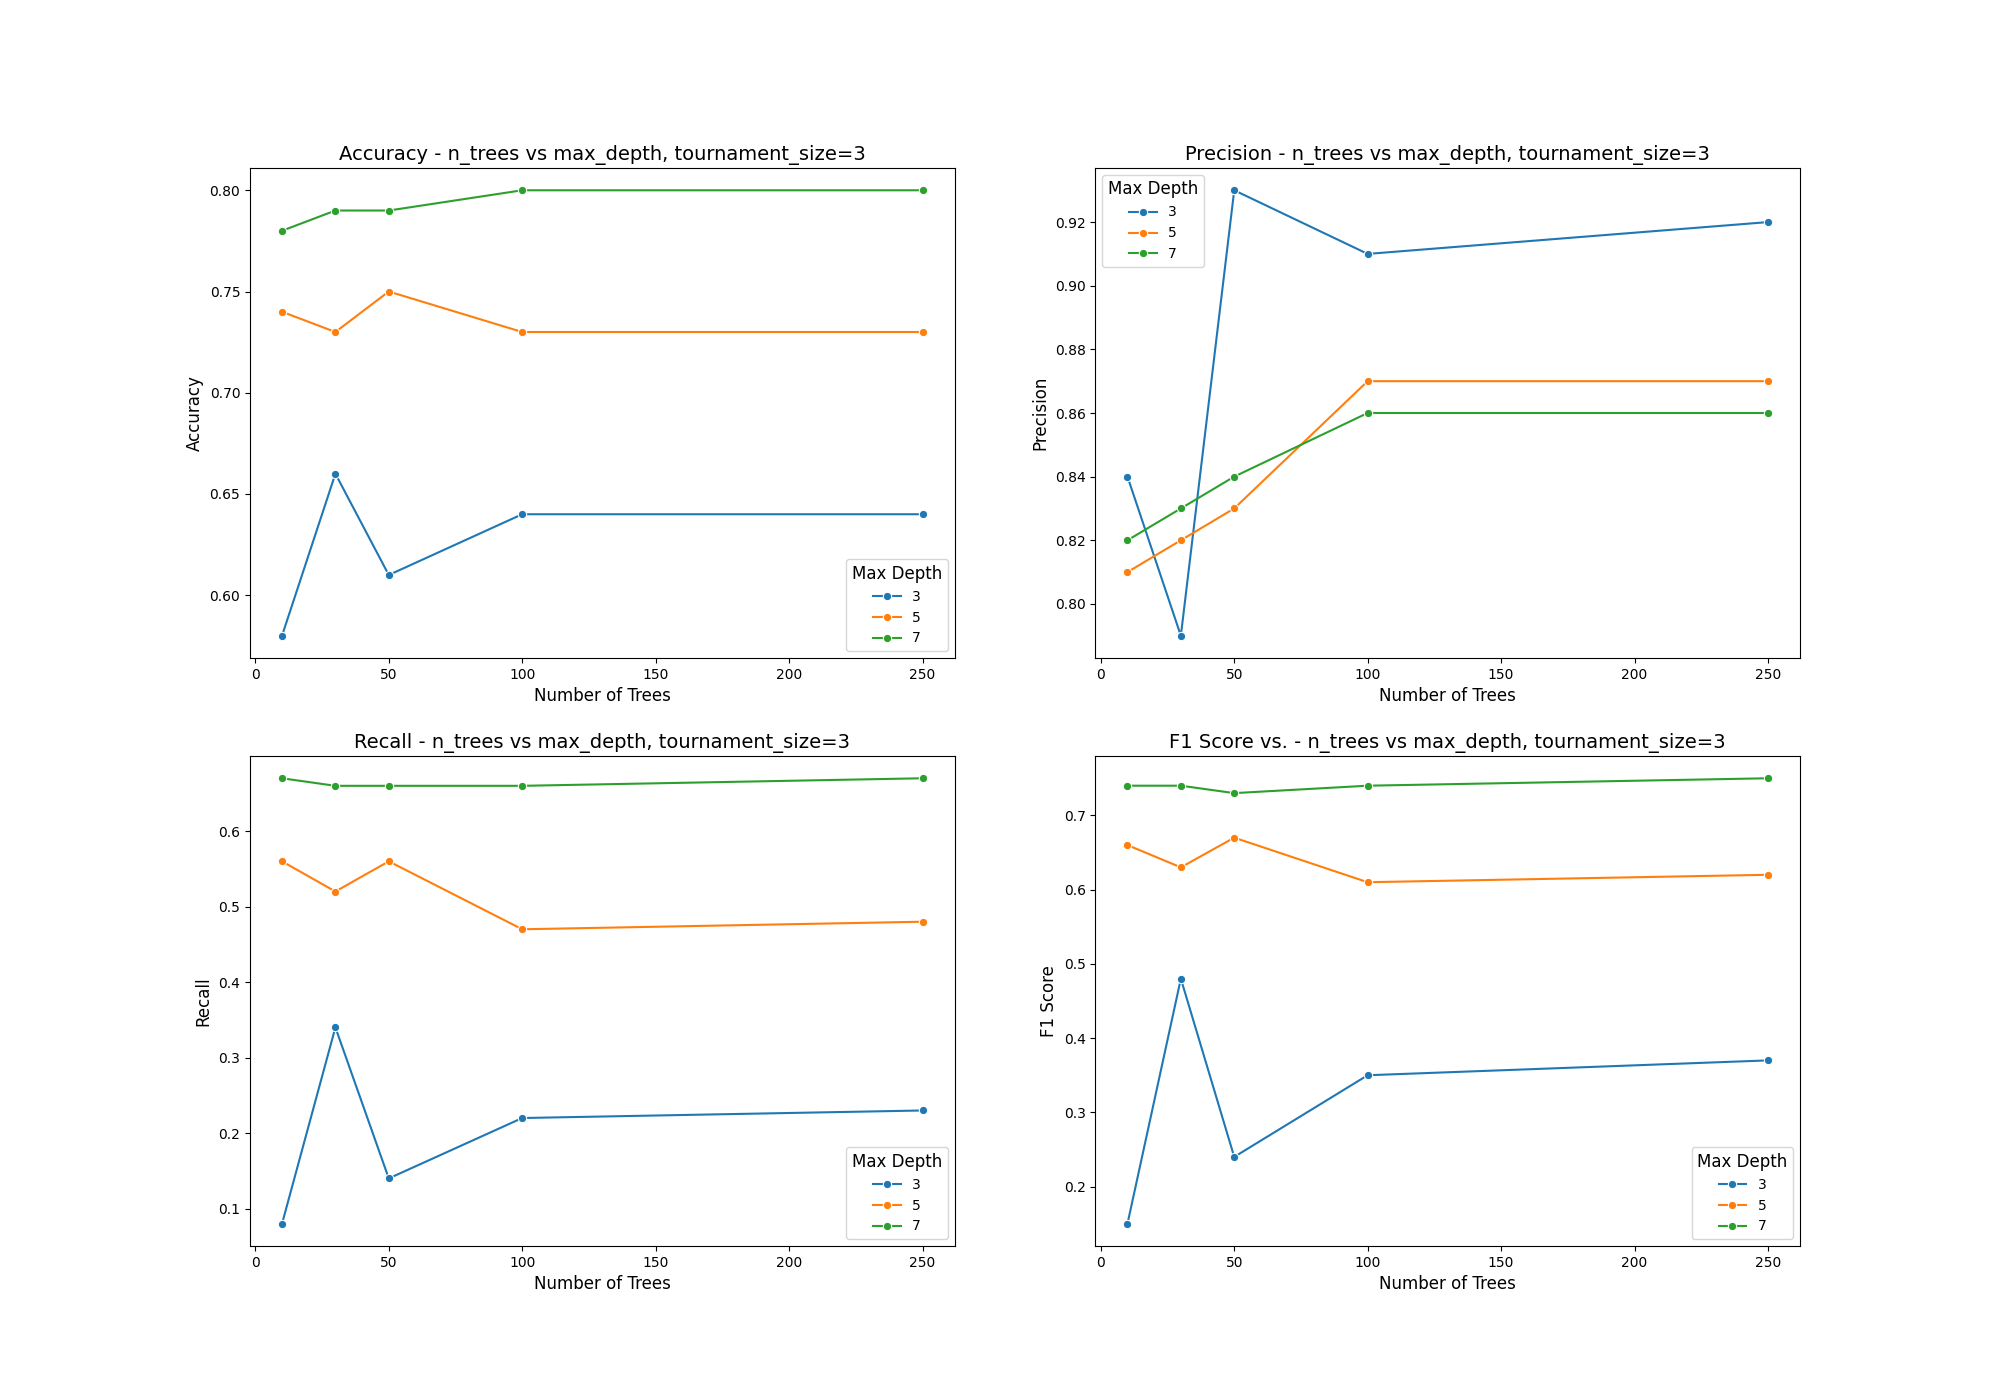 Accuracy - n_trees vs max_depth, tournament_size=3
0.80
0.75
0.70
0.65
0.60
Accuracy
Max Depth
3
5
7
0 50 100 150 200 250
Number of Trees
Precision - n_trees vs max_depth, tournament_size=3
Max Depth
3
5
7
0.92
0.90
0.88
0.86
0.84
0.82
0.80
Precision
0 50 100 150 200 250
Number of Trees
Recall - n_trees vs max_depth, tournament_size=3
0.6
0.5
0.4
0.3
0.2
0.1
Recall
Max Depth
3
5
7
0 50 100 150 200 250
Number of Trees
F1 Score vs. - n_trees vs max_depth, tournament_size=3
0.7
0.6
0.5
0.4
0.3
0.2
F1 Score
Max Depth
3
5
7
0 50 100 150 200 250
Number of Trees